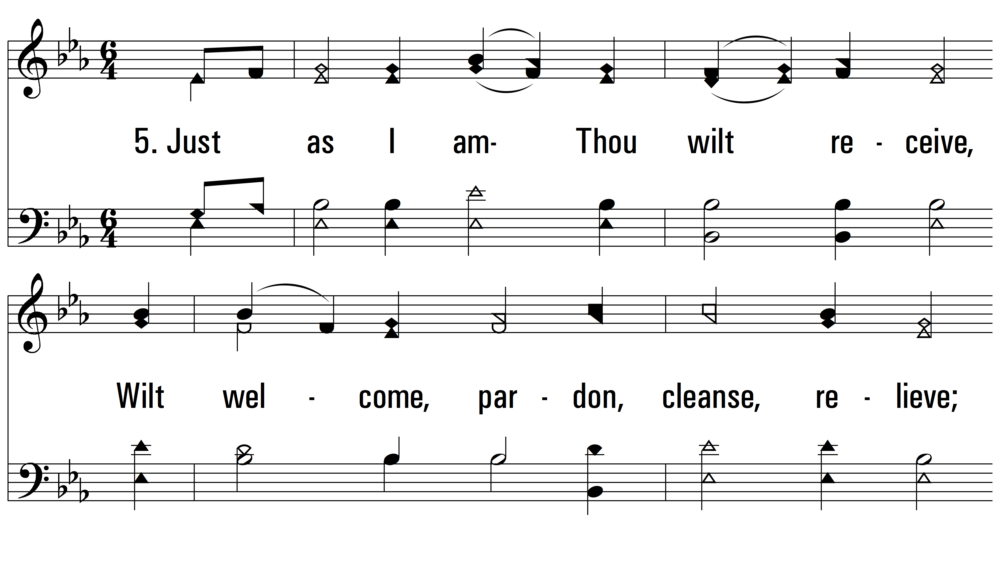 5. Just as I am- Thou wilt re - ceive,
Wilt wel - come, par - don, cleanse, re - lieve;